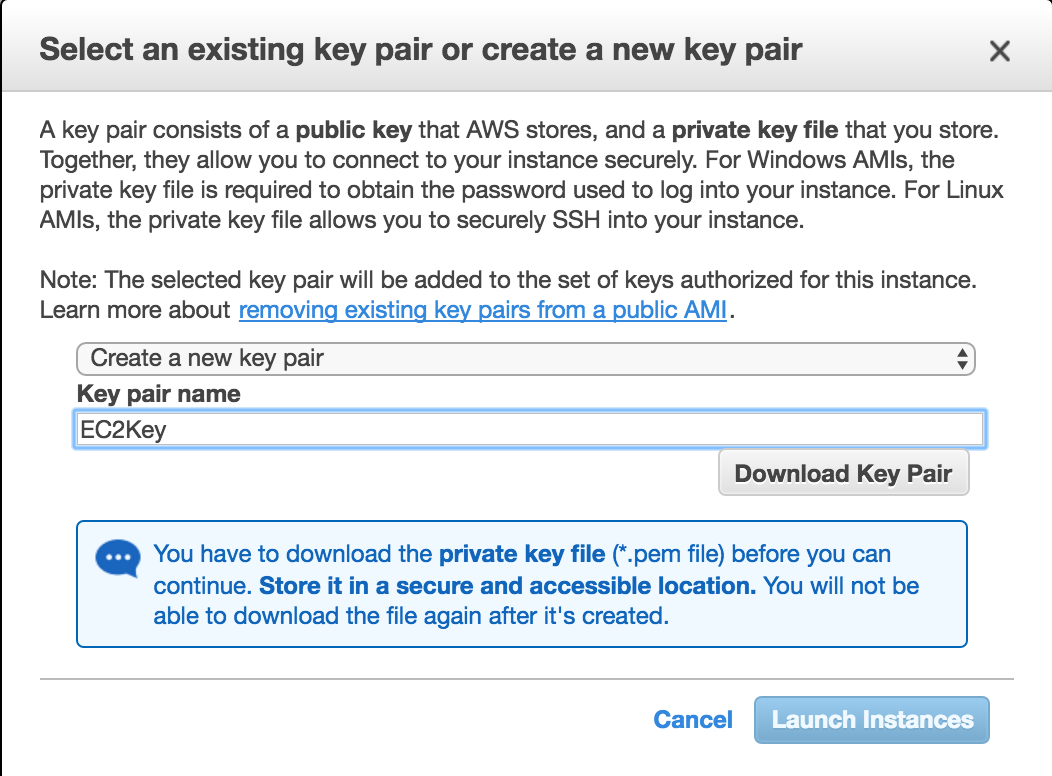 Select an existing key pair or create a new key pair
A key pair consists of a public key that AWS stores, and a private key file that you store.
Together, they allow you to connect to your instance securely. For Windows AMIs, the
private key file is required to obtain the password used to log into your instance. For Linux
AMIs, the private key file allows you to securely SSH into your instance.
Note: The selected key pair will be added to the set of keys authorized for this instance.
Learn more about removing existing key pairs from a public AMI.
Create a new key pair
Key pair name
EC2Key
Download Key Pair
You have to download the private key file (*.pem file) before you can
continue. Store it in a secure and accessible location. You will not be
able to download the file again after it's created.
Cancel
Launch Instances